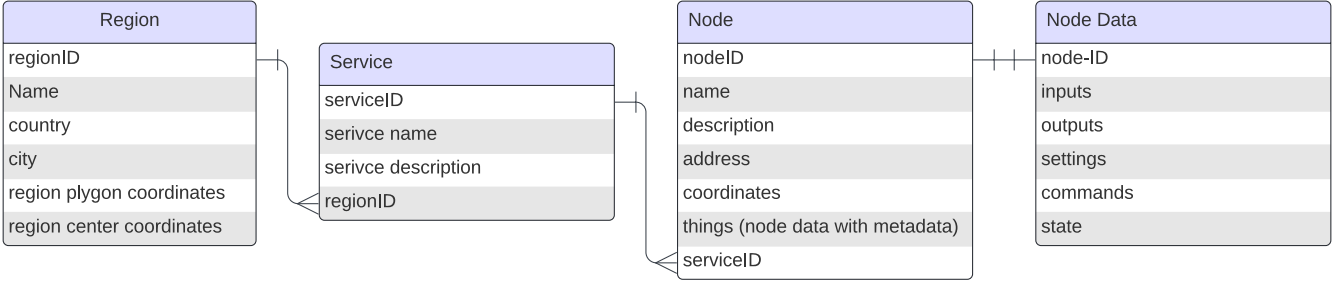 Region
regionID
Name
country
city
region plygon coordinates
region center coordinates
Service
serviceID
serivce name
serivce description
regionID
Node
nodeID
name
description
address
coordinates
things (node data with metadata)
serviceID
Node Data
node-ID
inputs
outputs
settings
commands
state